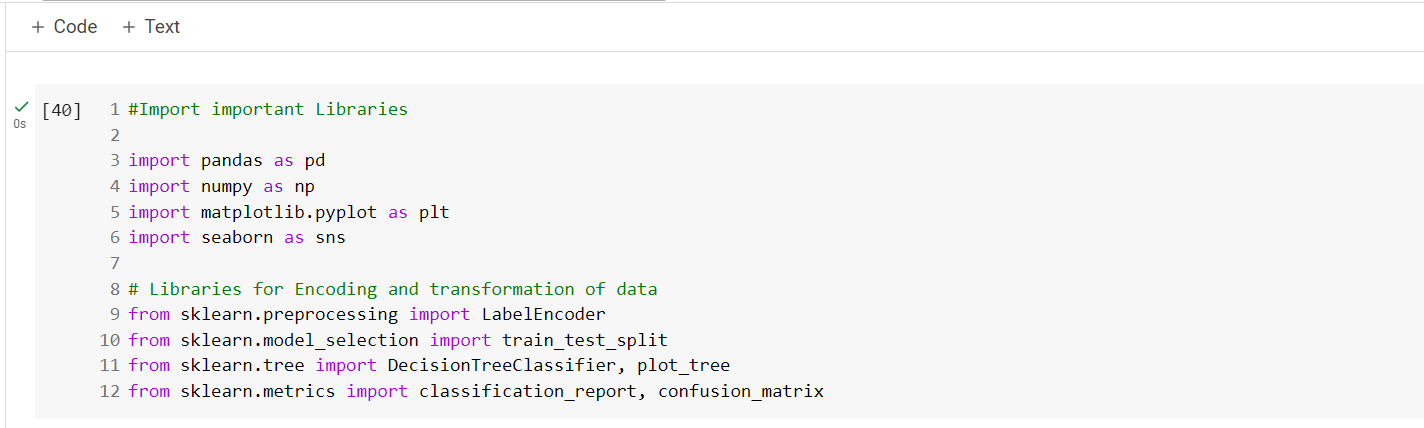 + Code + Text
[40]
0s
1 #Import important Libraries
2
3 import pandas as pd
4 import numpy as np
5 import matplotlib.pyplot as plt
6 import seaborn as sns
7
8 # Libraries for Encoding and transformation of data
9 from sklearn.preprocessing import LabelEncoder
10 from sklearn.model_selection import train_test_split
11 from sklearn.tree import DecisionTreeClassifier, plot_tree
12 from sklearn.metrics import classification_report, confusion_matrix